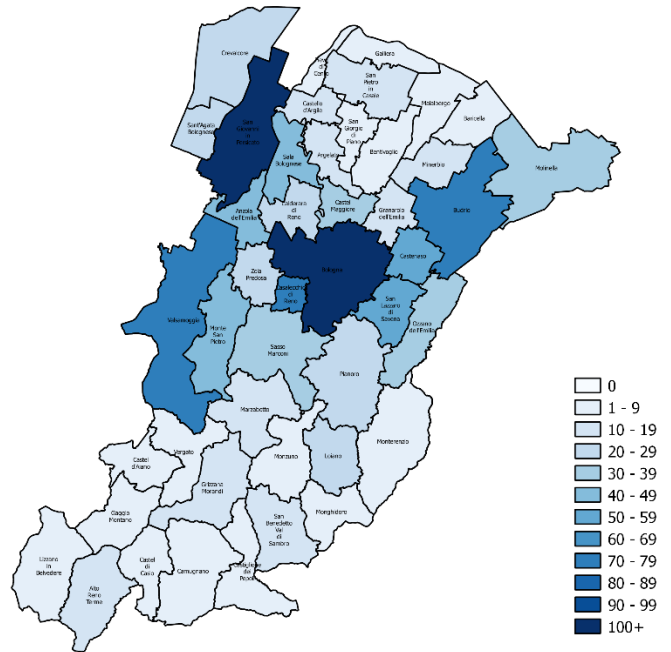 Crevalcore
Galliera
Pieve
di
Cento
San
Pietro
in
Casale
Castello
d'Argile
Malalbergo
Baricella
Sant'Agata
Bolognese
San
Giovanni
in
Persiceto
San
Giorgio
di
Piano
Bentivoglio
Argelato
Sala
Bolognese
Minerbio
Molinella
Budrio
Anzola
dell'Emilia
Calderara
di
Reno
Castel
Maggiore
Granarolo
dell'Emilia
Castenaso
Bologna
Zola
Predosa
Casalecchio
di
Reno
San
Lazzaro
di
Savena
Ozzano
dell'Emilia
Valsamoggia
Monte
San
Pietro
Sasso
Marconi
Pianoro
Marzabotto
Monterenzio
Vergato
Monzuno
Loiano
Castel
d'Aiano
Grizzana
Morandi
Gaggio
Montano
San
Benedetto
Val
di
Sambro
Monghidoro
Lizzano
in
Belvedere
Castel
di
Casio
Camugnano
Castiglione
dei
Pepoli
Alto
Reno
Terme
0
1 - 9
10 - 19
20 - 29
30 - 39
40 - 49
50 - 59
60 - 69
70 - 79
80 - 89
90 - 99
100+